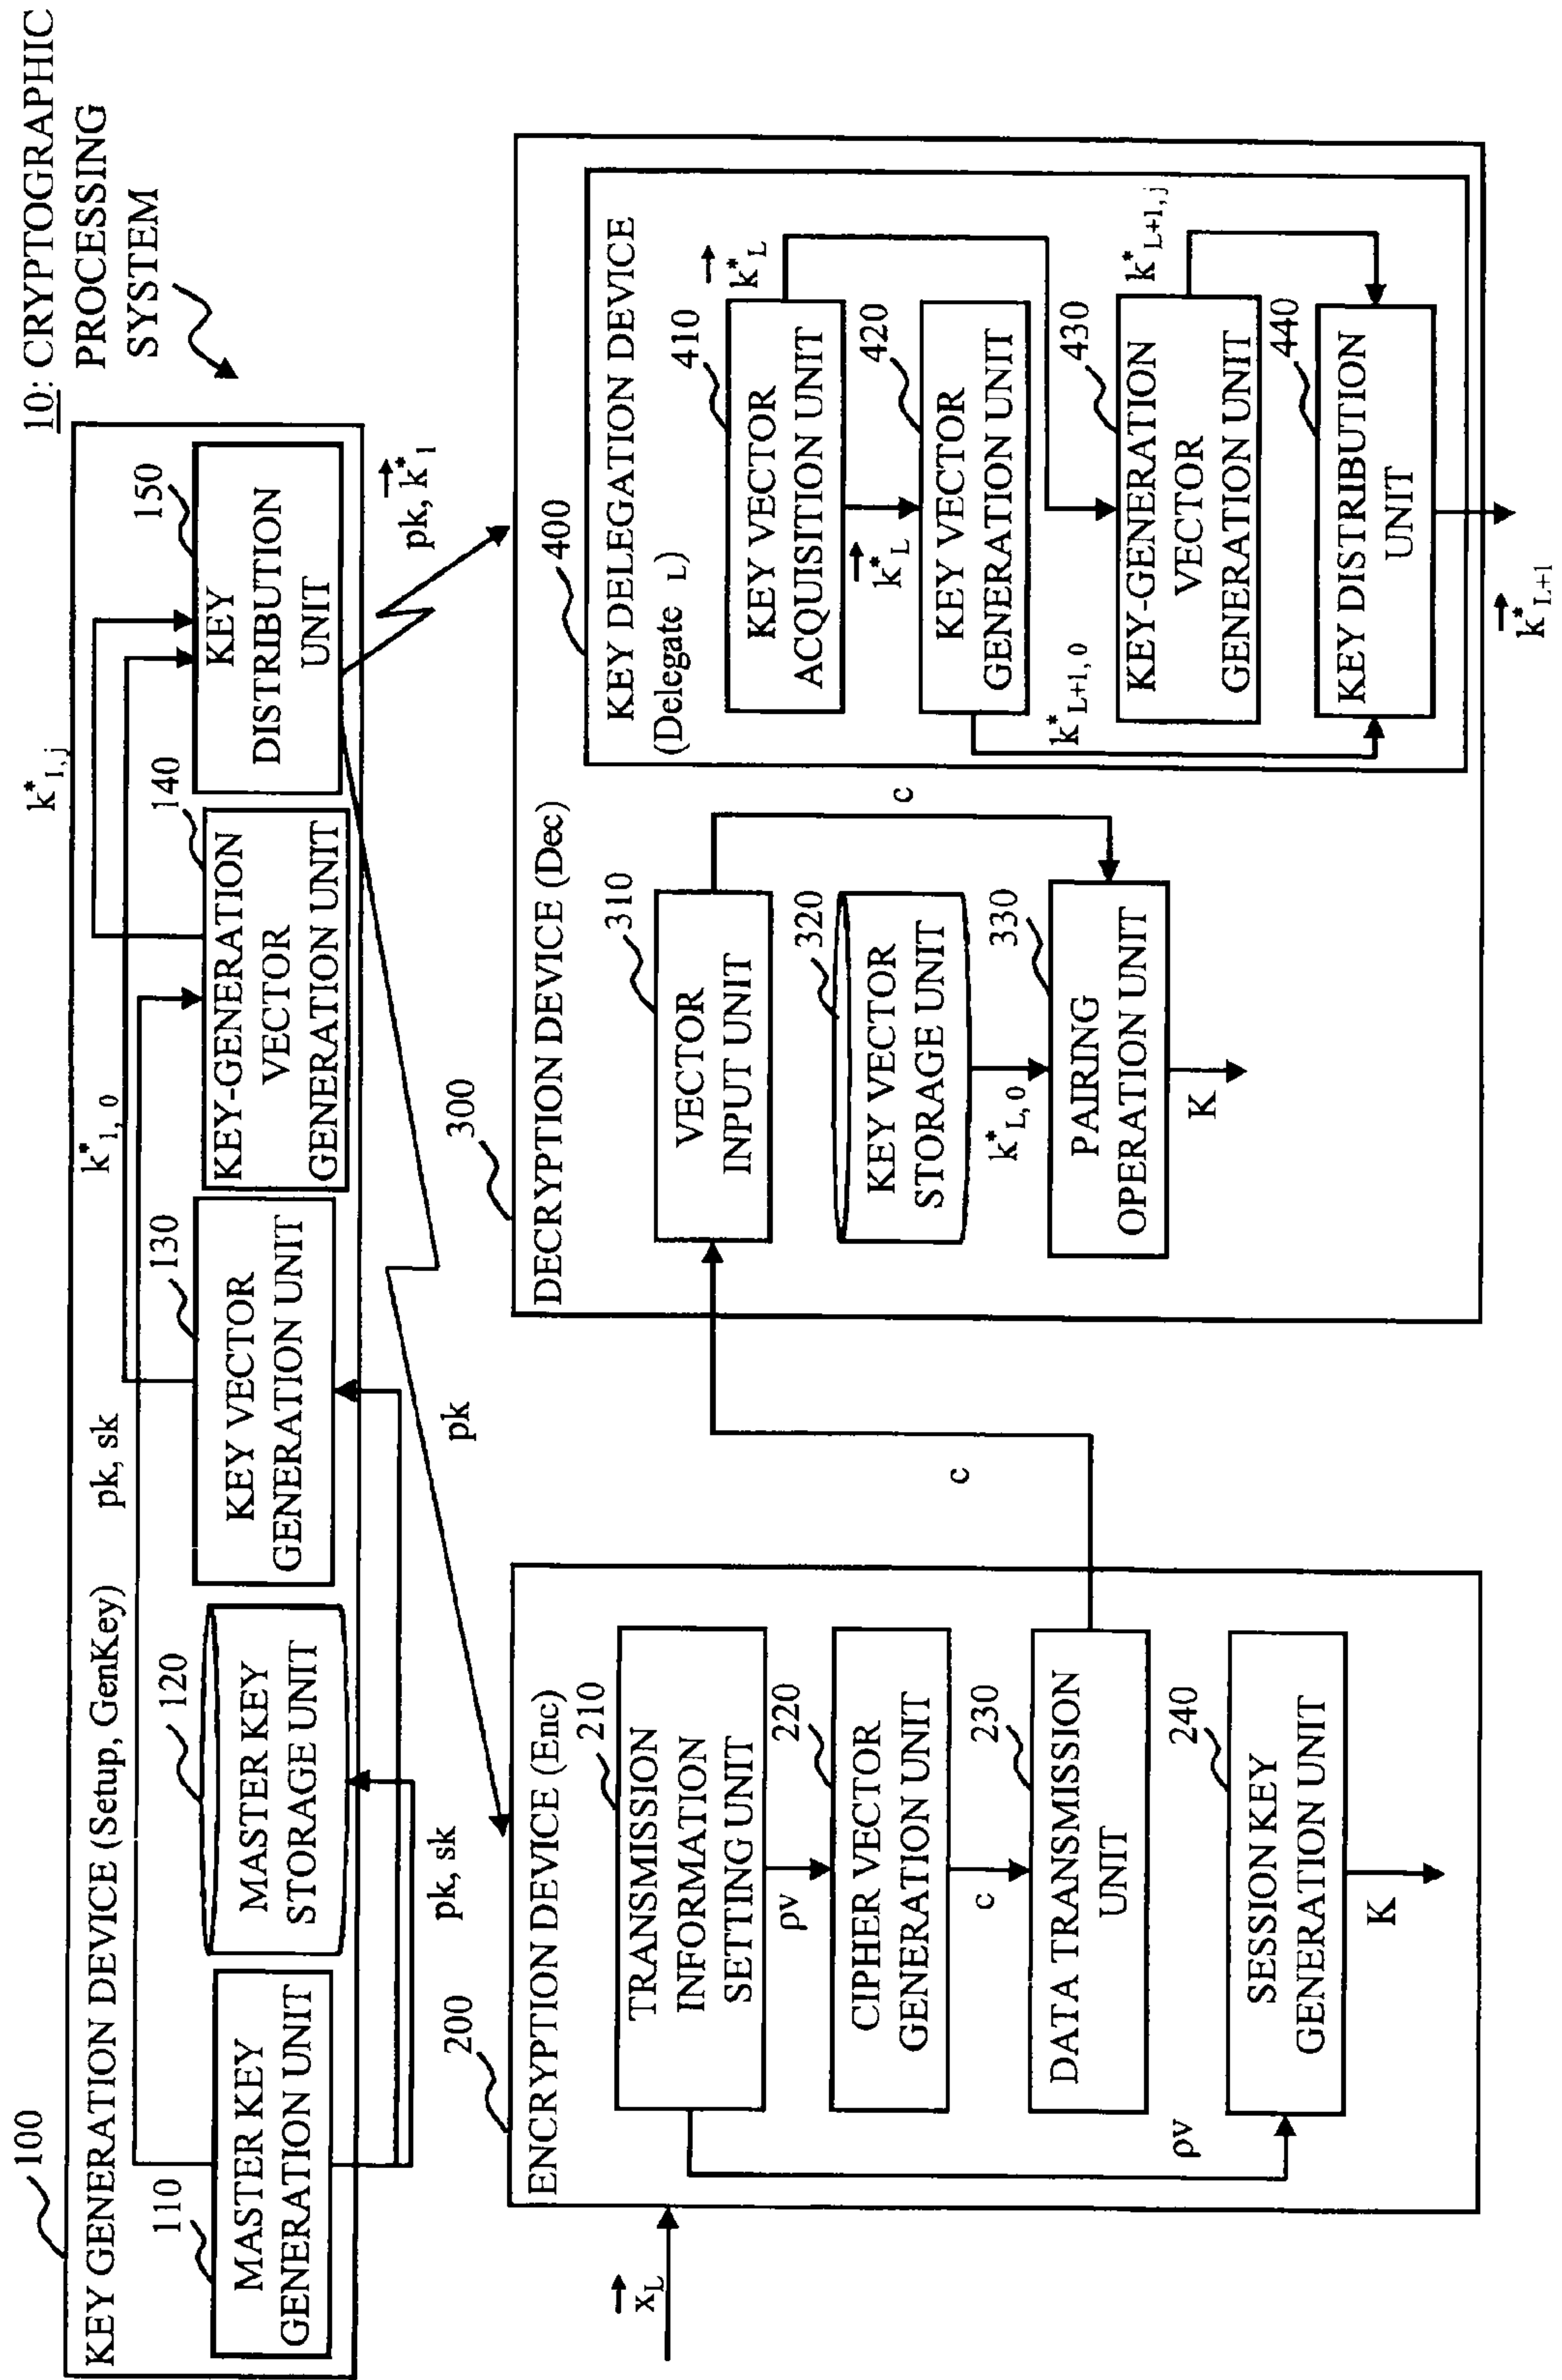 10: CRYPTOGRAPHIC
PROCESSING
SYSTEM
100
KEY GENERATION DEVICE (Setup, GenKey)
pk, sk
k*1, 0
k*1, j
110
MASTER KEY
GENERATION UNIT
120
MASTER KEY
STORAGE UNIT
130
KEY VECTOR
GENERATION UNIT
140
KEY-GENERATION
VECTOR
GENERATION UNIT
150
KEY
DISTRIBUTION
UNIT
pk, sk
pk
pk, k*1
200
ENCRYPTION DEVICE (Enc)
xL
210
TRANSMISSION
INFORMATION
SETTING UNIT
ρv
220
CIPHER VECTOR
GENERATION UNIT
c
230
DATA TRANSMISSION
UNIT
ρv
240
SESSION KEY
GENERATION UNIT
K
c
300
DECRYPTION DEVICE (Dec)
310
VECTOR
INPUT UNIT
c
320
KEY VECTOR
STORAGE UNIT
k*L, 0
330
PAIRING
OPERATION UNIT
K
400
KEY DELEGATION DEVICE
(Delegate L)
410
KEY VECTOR
ACQUISITION UNIT
k*L
k*L
420
KEY VECTOR
GENERATION UNIT
k*L+1, 0
430
KEY-GENERATION
VECTOR
GENERATION UNIT
k*L+1, j
440
KEY DISTRIBUTION
UNIT
k*L+1